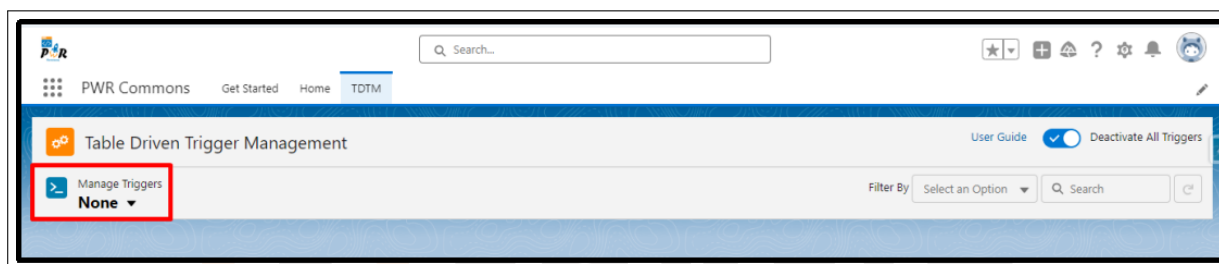 PWR
Search...
PWR Commons Get Started Home TDTM
Table Driven Trigger Management User Guide Deactivate All Triggers
Manage Triggers
None
Filter By Select an Option Search